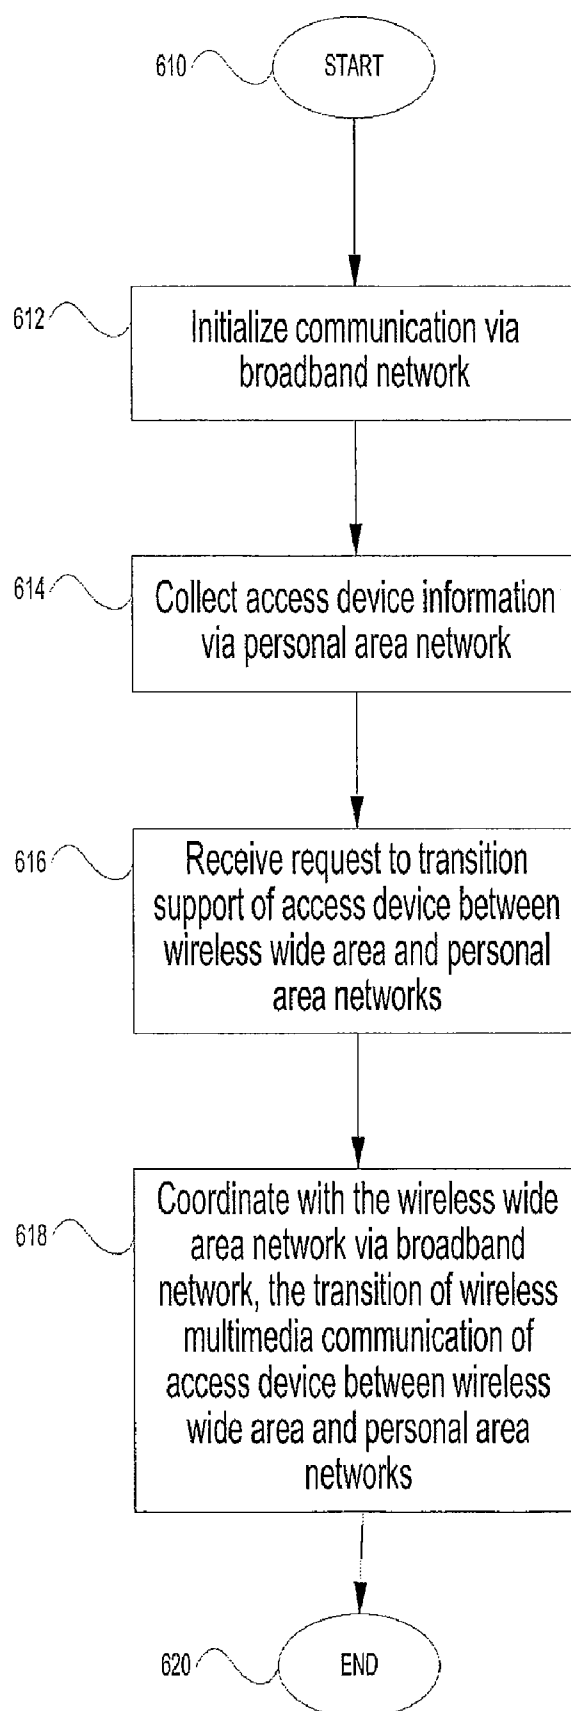 610
START
612
Initialize communication via
broadband network
614
Collect access device information
via personal area network
616
Receive request to transition
support of access device between
wireless wide area and personal
area networks
618
Coordinate with the wireless wide
area network via broadband
network, the transition of wireless
multimedia communication of
access device between wireless
wide area and personal area
networks
620
END